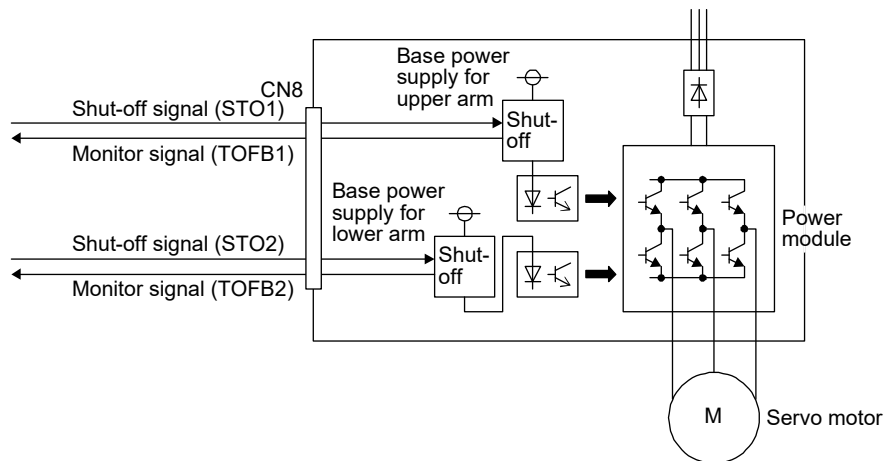 Base power
supply for
upper arm
CN8
Shut-off signal (STO1)
Shut-
off
Monitor signal (TOFB1)
Base power
supply for
lower arm
Power
module
Shut-off signal (STO2)
Shut-
off
Monitor signal (TOFB2)
M
Servo motor